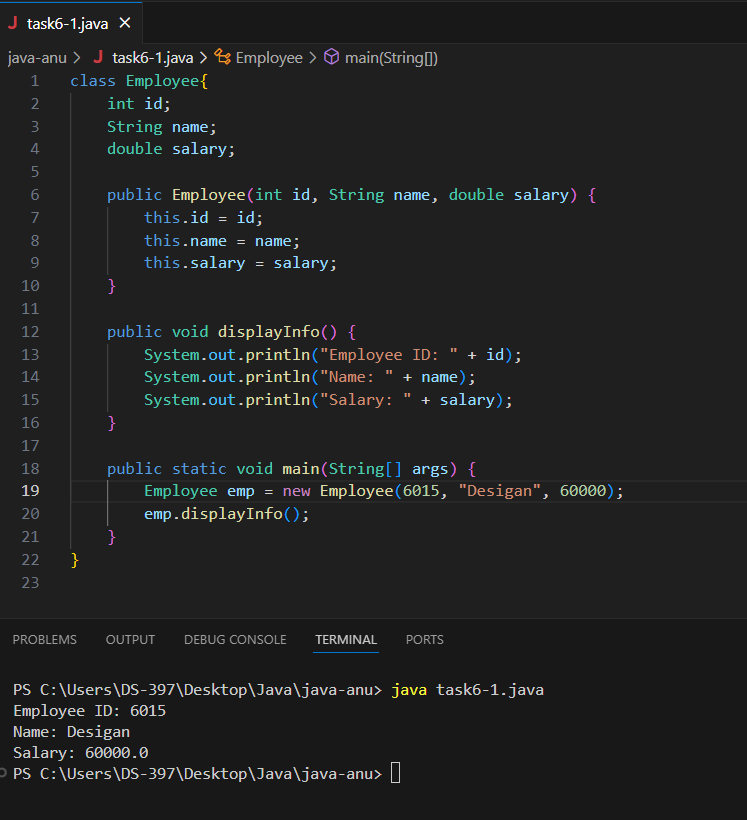 J task6-1.java ×
java-anu > J task6-1.java > Employee > main(String[])
1 class Employee{
2     int id;
3     String name;
4     double salary;
5
6     public Employee(int id, String name, double salary) {
7         this.id = id;
8         this.name = name;
9         this.salary = salary;
10     }
11
12     public void displayInfo() {
13         System.out.println("Employee ID: " + id);
14         System.out.println("Name: " + name);
15         System.out.println("Salary: " + salary);
16     }
17
18     public static void main(String[] args) {
19         Employee emp = new Employee(6015, "Desigan", 60000);
20         emp.displayInfo();
21     }
22 }
23
PROBLEMS OUTPUT DEBUG CONSOLE TERMINAL PORTS
PS C:\Users\DS-397\Desktop\Java\java-anu> java task6-1.java
Employee ID: 6015
Name: Desigan
Salary: 60000.0
PS C:\Users\DS-397\Desktop\Java\java-anu>